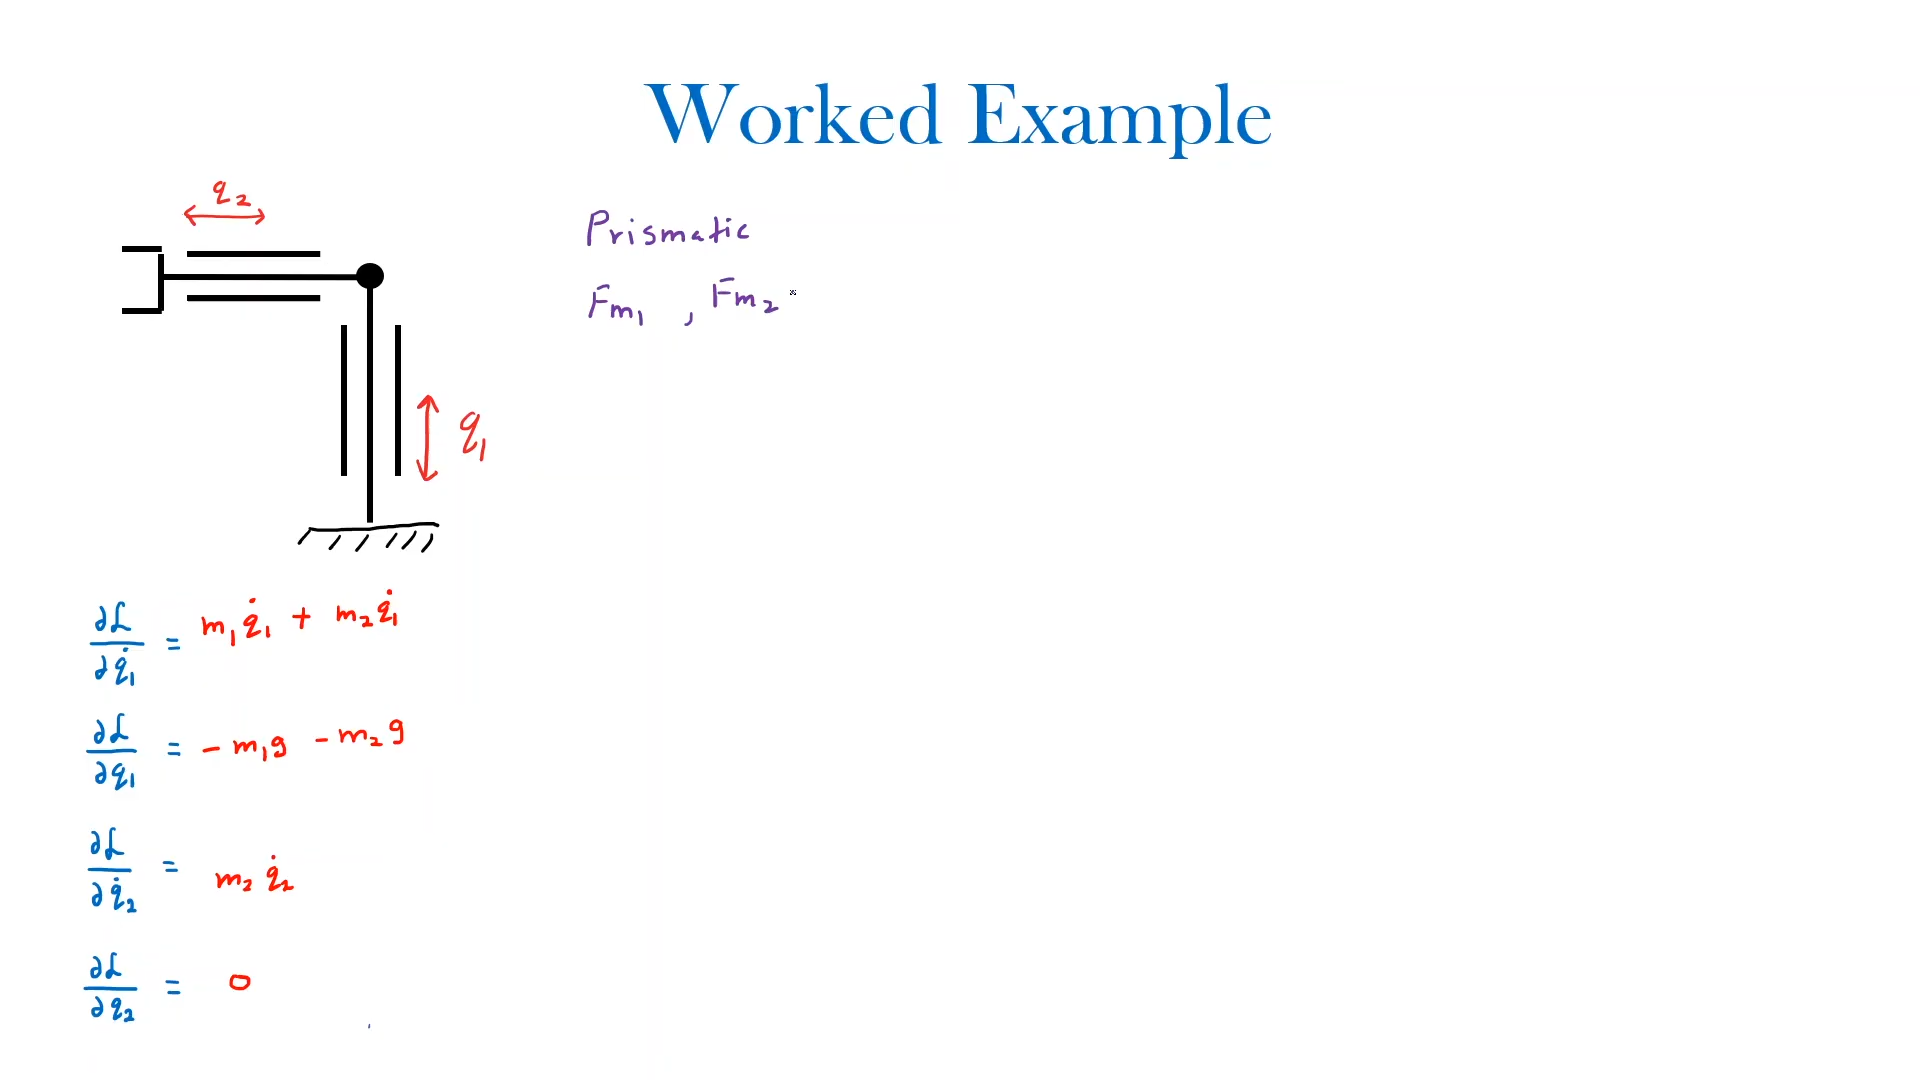 Worked Example
q₂
Prismatic
Fm₁ , Fm₂
q₁
∂ℒ/∂q̇₁ = m₁q̇₁ + m₂q̇₁
∂ℒ/∂q₁ = - m₁g - m₂g
∂ℒ/∂q̇₂ = m₂ q̇₂
∂ℒ/∂q₂ = 0